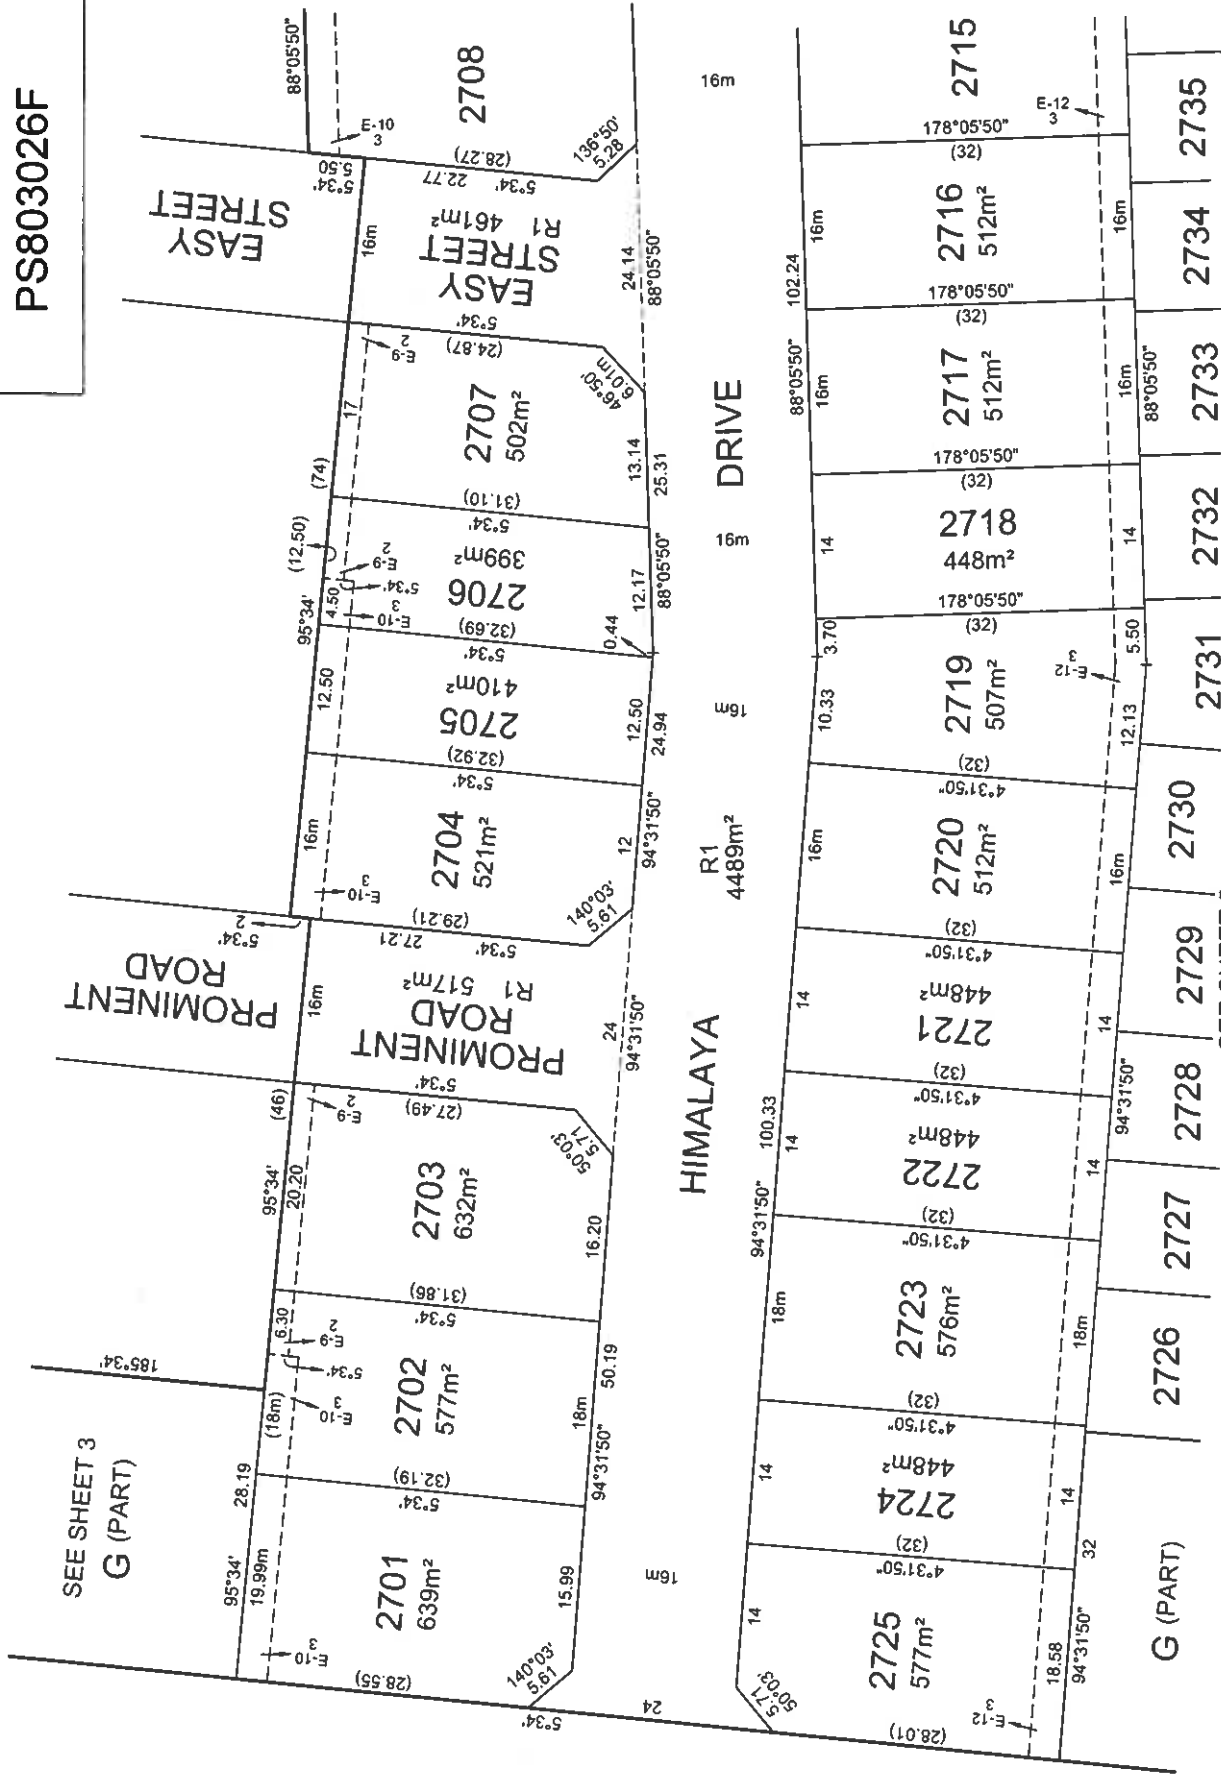 PS803026F
SEE SHEET 3
G (PART)
185°34'
95°34'
28.19
19.99m
E-10
3
(28.55)
5°34'
140°03'
5.61
2701
639m²
15.99
5°34'
(32.19)
(18m)
E-10
3
5°34'
6.30
E-9
2
2702
577m²
18m
94°31'50"
50.19
5°34'
(31.86)
95°34'
20.20
(46)
E-9
2
2703
632m²
16.20
50°03'
5.71
(27.49)
5°34'
PROMINENT
ROAD
16m
PROMINENT
ROAD
R1
517m²
24
94°31'50"
5°34'
2
27.21
5°34'
(29.21)
140°03'
5.61
E-10
3
16m
2704
521m²
12
94°31'50"
5°34'
(32.92)
12.50
2705
410m²
12.50
24.94
5°34'
(32.69)
0.44
95°34'
4.50
(12.50)
E-10
3
5°34'
E-9
2
2706
399m²
12.17
88°05'50"
5°34'
(31.10)
(74)
17
E-9
2
2707
502m²
13.14
25.31
46°50'
6.01m
(24.87)
5°34'
EASY
STREET
16m
EASY
STREET
R1
461m²
24.14
88°05'50"
5°34'
5.50
22.77
5°34'
(28.27)
136°50'
5.28
88°05'50"
E-10
3
2708
16m
24
16m
HIMALAYA
R1
4489m²
16m
DRIVE
16m
16m
50°03'
5.71
(28.01)
E-12
3
14
2725
577m²
18.58
94°31'50"
32
4°31'50"
(32)
14
2724
448m²
14
4°31'50"
(32)
18m
2723
576m²
18m
94°31'50"
100.33
4°31'50"
(32)
14
2722
448m²
14
94°31'50"
4°31'50"
(32)
14
2721
448m²
14
4°31'50"
(32)
16m
2720
512m²
16m
4°31'50"
(32)
10.33
3.70
2719
507m²
E-12
3
12.13
5.50
178°05'50"
(32)
14
2718
448m²
14
178°05'50"
(32)
88°05'50"
102.24
16m
2717
512m²
16m
88°05'50"
178°05'50"
(32)
16m
2716
512m²
16m
178°05'50"
(32)
E-12
3
2715
G (PART)
2726
2727
2728
2729
2730
2731
2732
2733
2734
2735